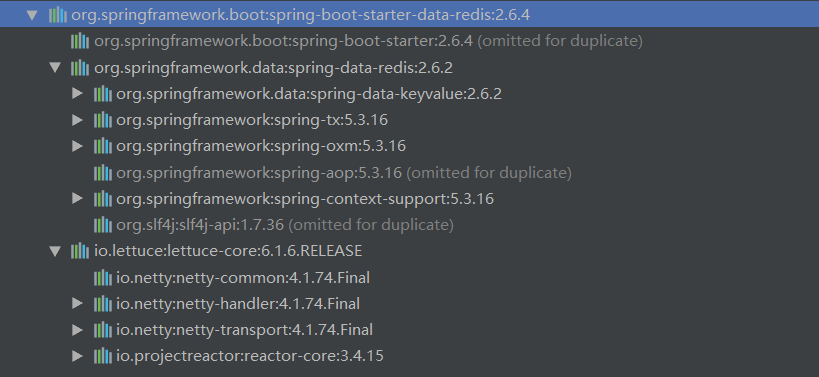 org.springframework.boot:spring-boot-starter-data-redis:2.6.4
org.springframework.boot:spring-boot-starter:2.6.4 (omitted for duplicate)
org.springframework.data:spring-data-redis:2.6.2
org.springframework.data:spring-data-keyvalue:2.6.2
org.springframework:spring-tx:5.3.16
org.springframework:spring-oxm:5.3.16
org.springframework:spring-aop:5.3.16 (omitted for duplicate)
org.springframework:spring-context-support:5.3.16
org.slf4j:slf4j-api:1.7.36 (omitted for duplicate)
io.lettuce:lettuce-core:6.1.6.RELEASE
io.netty:netty-common:4.1.74.Final
io.netty:netty-handler:4.1.74.Final
io.netty:netty-transport:4.1.74.Final
io.projectreactor:reactor-core:3.4.15